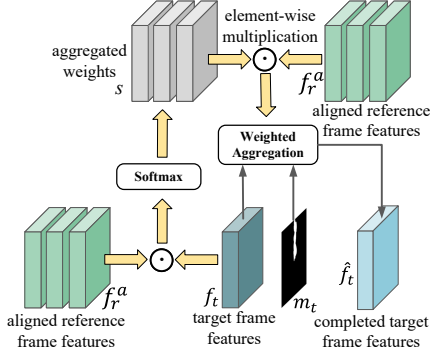 element-wise
multiplication
aggregated
weights
s
f_r^a
aligned reference
frame features
Weighted
Aggregation
Softmax
f_r^a
aligned reference
frame features
f_t
target frame
features
m_t
f̂_t
completed target
frame features